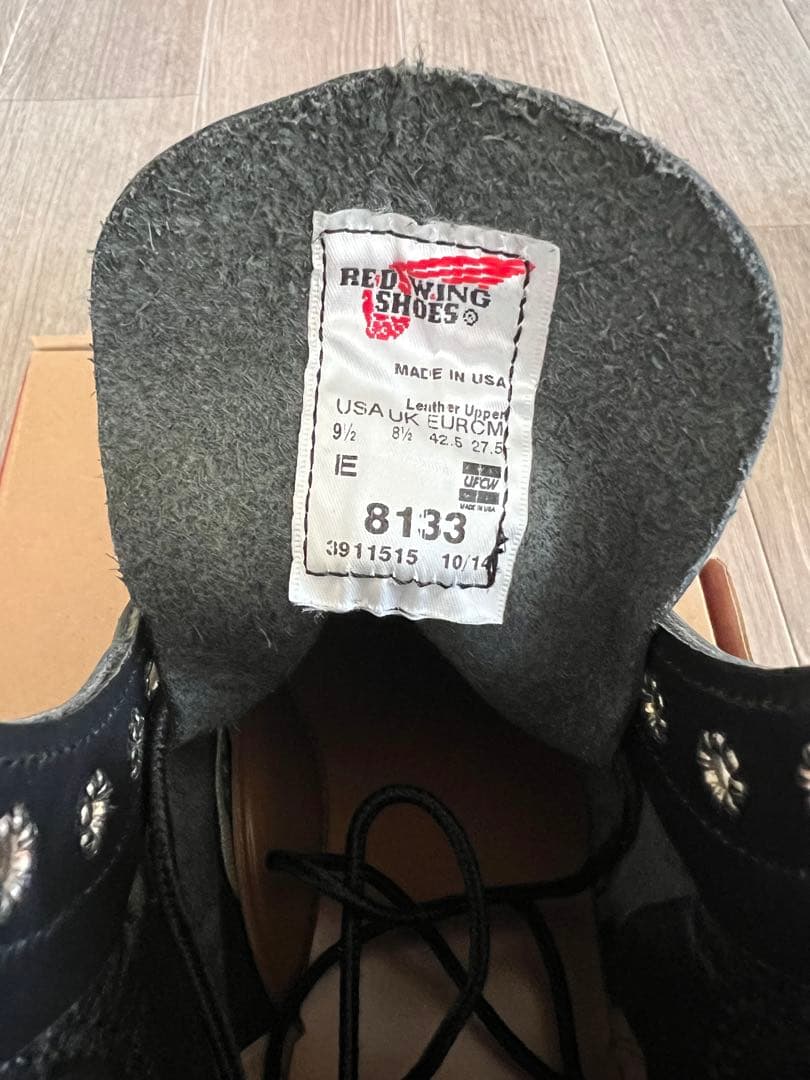 RED WING
SHOES®
MADE IN USA
Leather Upper
USA UK EUR CM
9½ 8½ 42.5 27.5
E
UFCW
MADE IN USA
8133
3911515 10/14